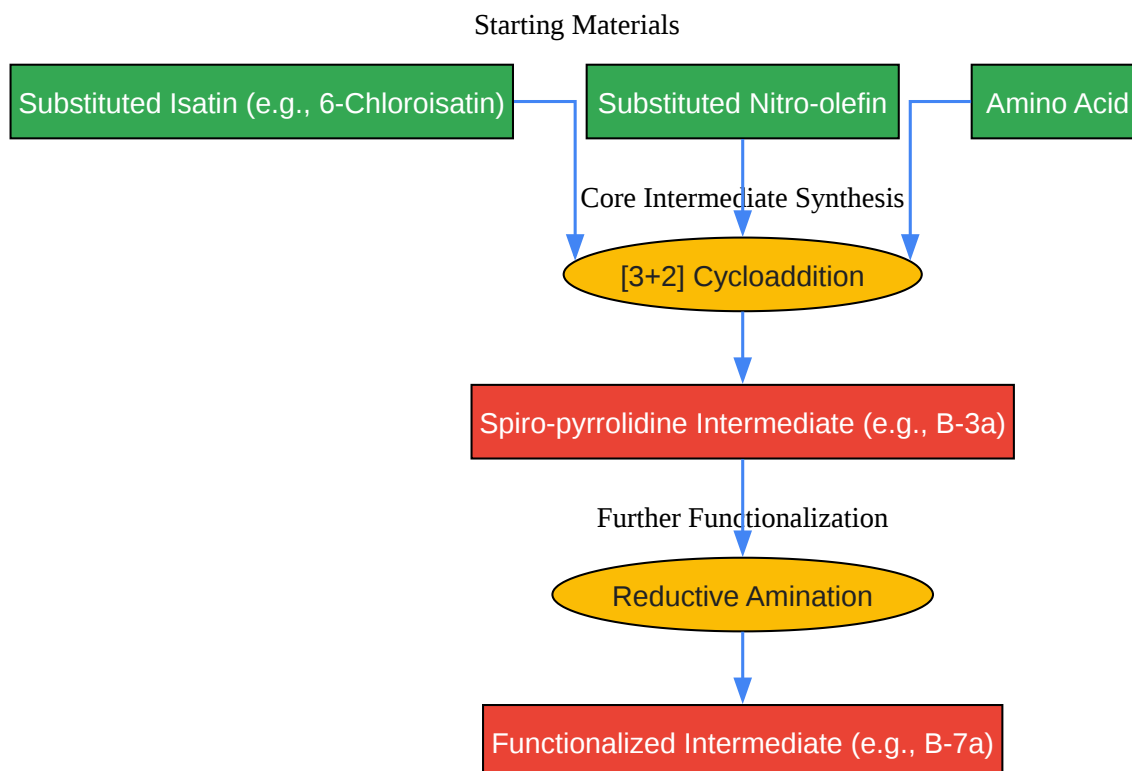 Starting Materials
Substituted Isatin (e.g., 6-Chloroisatin)
Substituted Nitro-olefin
Amino Acid
Core Intermediate Synthesis
[3+2] Cycloaddition
Spiro-pyrrolidine Intermediate (e.g., B-3a)
Further Functionalization
Reductive Amination
Functionalized Intermediate (e.g., B-7a)